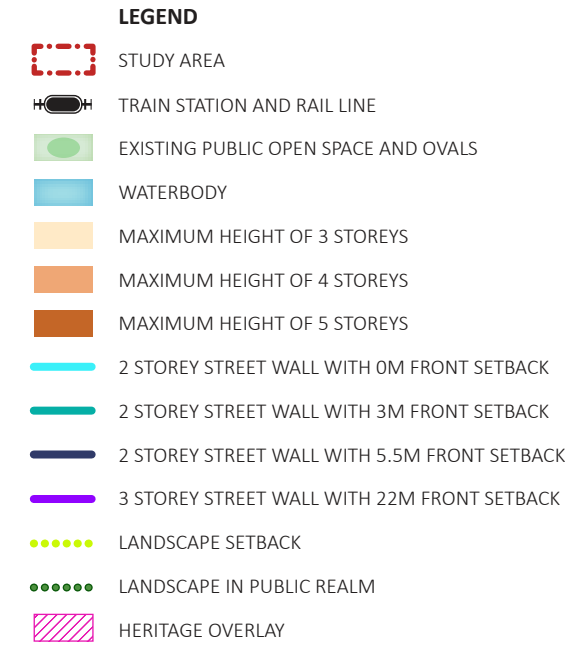 LEGEND
STUDY AREA
TRAIN STATION AND RAIL LINE
EXISTING PUBLIC OPEN SPACE AND OVALS
WATERBODY
MAXIMUM HEIGHT OF 3 STOREYS
MAXIMUM HEIGHT OF 4 STOREYS
MAXIMUM HEIGHT OF 5 STOREYS
2 STOREY STREET WALL WITH 0M FRONT SETBACK
2 STOREY STREET WALL WITH 3M FRONT SETBACK
2 STOREY STREET WALL WITH 5.5M FRONT SETBACK
3 STOREY STREET WALL WITH 22M FRONT SETBACK
LANDSCAPE SETBACK
LANDSCAPE IN PUBLIC REALM
HERITAGE OVERLAY